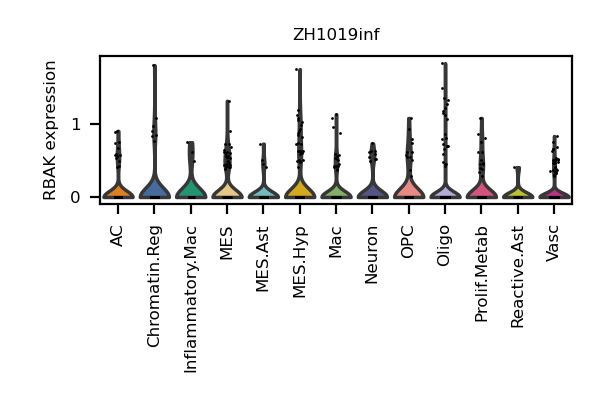 ZH1019inf
RBAK expression
1
0
AC
Chromatin.Reg
Inflammatory.Mac
MES
MES.Ast
MES.Hyp
Mac
Neuron
OPC
Oligo
Prolif.Metab
Reactive.Ast
Vasc